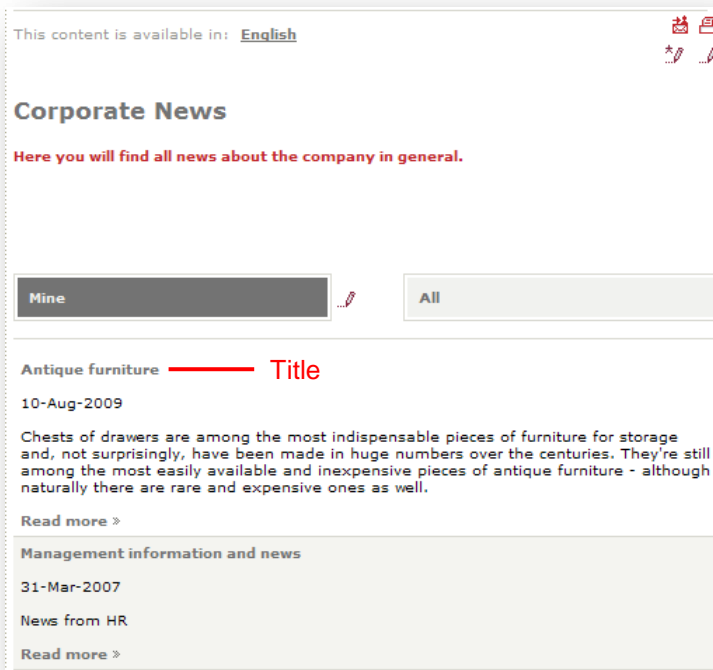 This content is available in: English
Corporate News
Here you will find all news about the company in general.
Mine
All
Antique furniture
Title
10-Aug-2009
Chests of drawers are among the most indispensable pieces of furniture for storage
and, not surprisingly, have been made in huge numbers over the centuries. They're still
among the most easily available and inexpensive pieces of antique furniture - although
naturally there are rare and expensive ones as well.
Read more »
Management information and news
31-Mar-2007
News from HR
Read more »